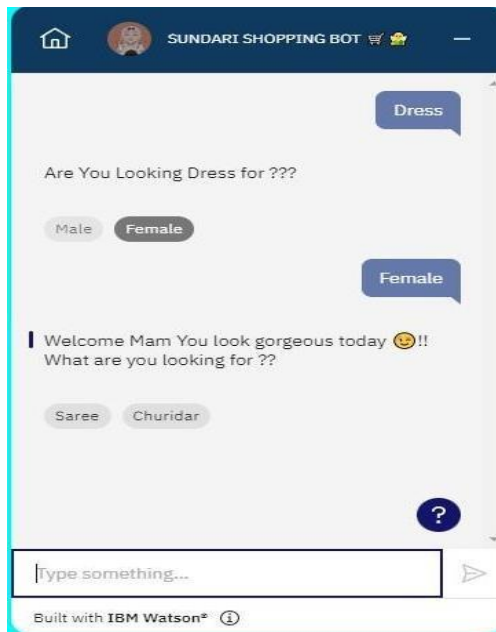 SUNDARI SHOPPING BOT 🛒 👷
Dress
Are You Looking Dress for ???
Male Female
Female
Welcome Mam You look gorgeous today 😉!!
What are you looking for ??
Saree Churidar
?
Type something...
Built with IBM Watson® ⓘ